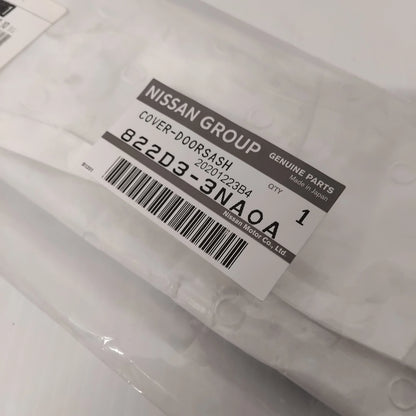 NISSAN GROUP
GENUINE PARTS
Made in Japan
COVER-DOORSASH
20201223B4
QTY
1
822D3-3NA0A
Nissan Motor Co., Ltd.